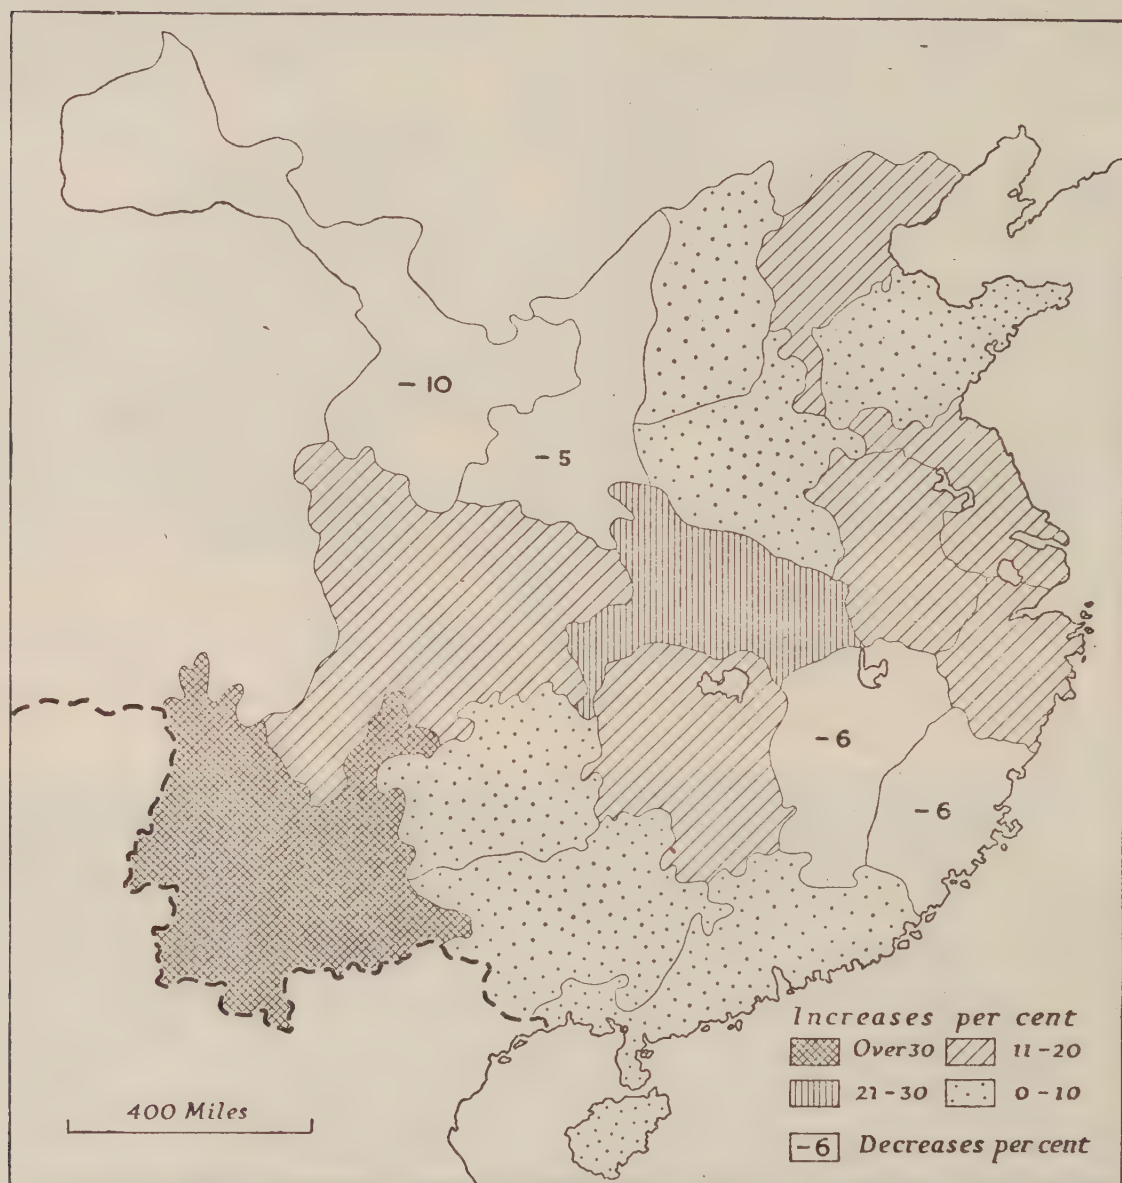 - 10
- 5
- 6
- 6
Increases per cent
Over 30 11 - 20
21 - 30 0 - 10
400 Miles
- 6 Decreases per cent